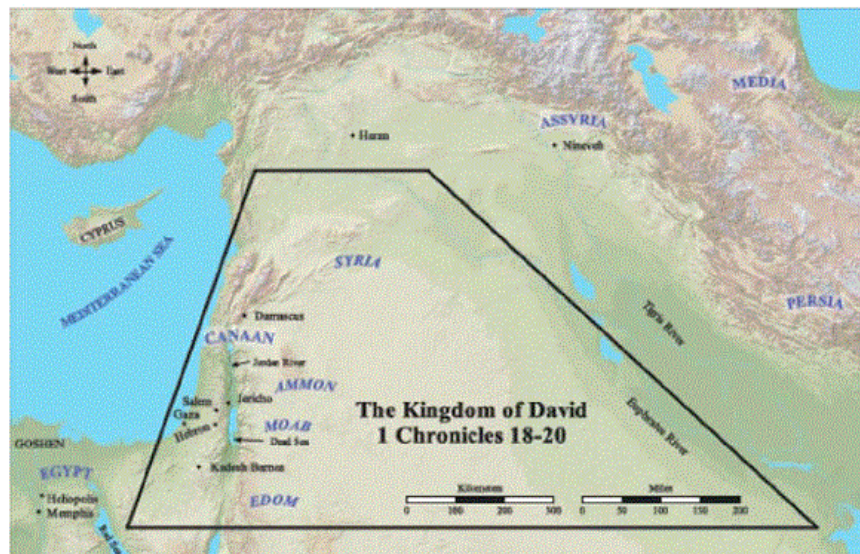 North
West East
South
MEDIA
ASSYRIA
Haran
Nineveh
CYPRUS
MEDITERRANEAN SEA
SYRIA
PERSIA
Tigris River
Damascus
CANAAN
Jordan River
AMMON
Jericho
Salem
Gaza
Hebron
MOAB
Dead Sea
The Kingdom of David
1 Chronicles 18-20
Euphrates River
GOSHEN
EGYPT
Kadesh Barnea
Heliopolis
Memphis
EDOM
Kilometers
0 100 200 300
Miles
0 50 100 150 200
Red Sea